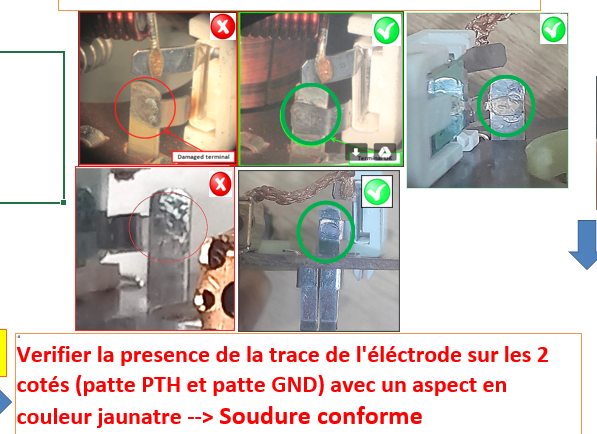 Damaged terminal
Verifier la presence de la trace de l'éléctrode sur les 2
cotés (patte PTH et patte GND) avec un aspect en
couleur jaunatre --> Soudure conforme